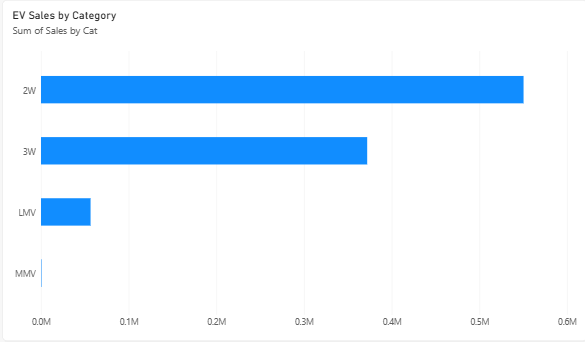 EV Sales by Category
Sum of Sales by Cat
2W
3W
LMV
MMV
0.0M 0.1M 0.2M 0.3M 0.4M 0.5M 0.6M